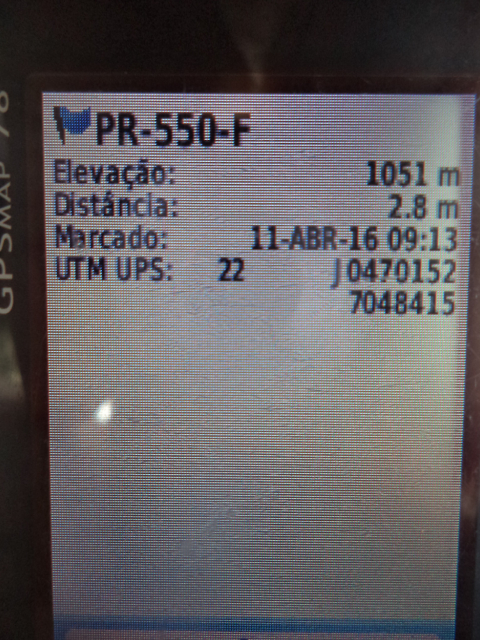 GPSMAP 78
PR-550-F
Elevação: 1051 m
Distância: 2.8 m
Marcado: 11-ABR-16 09:13
UTM UPS: 22 J0470152
7048415